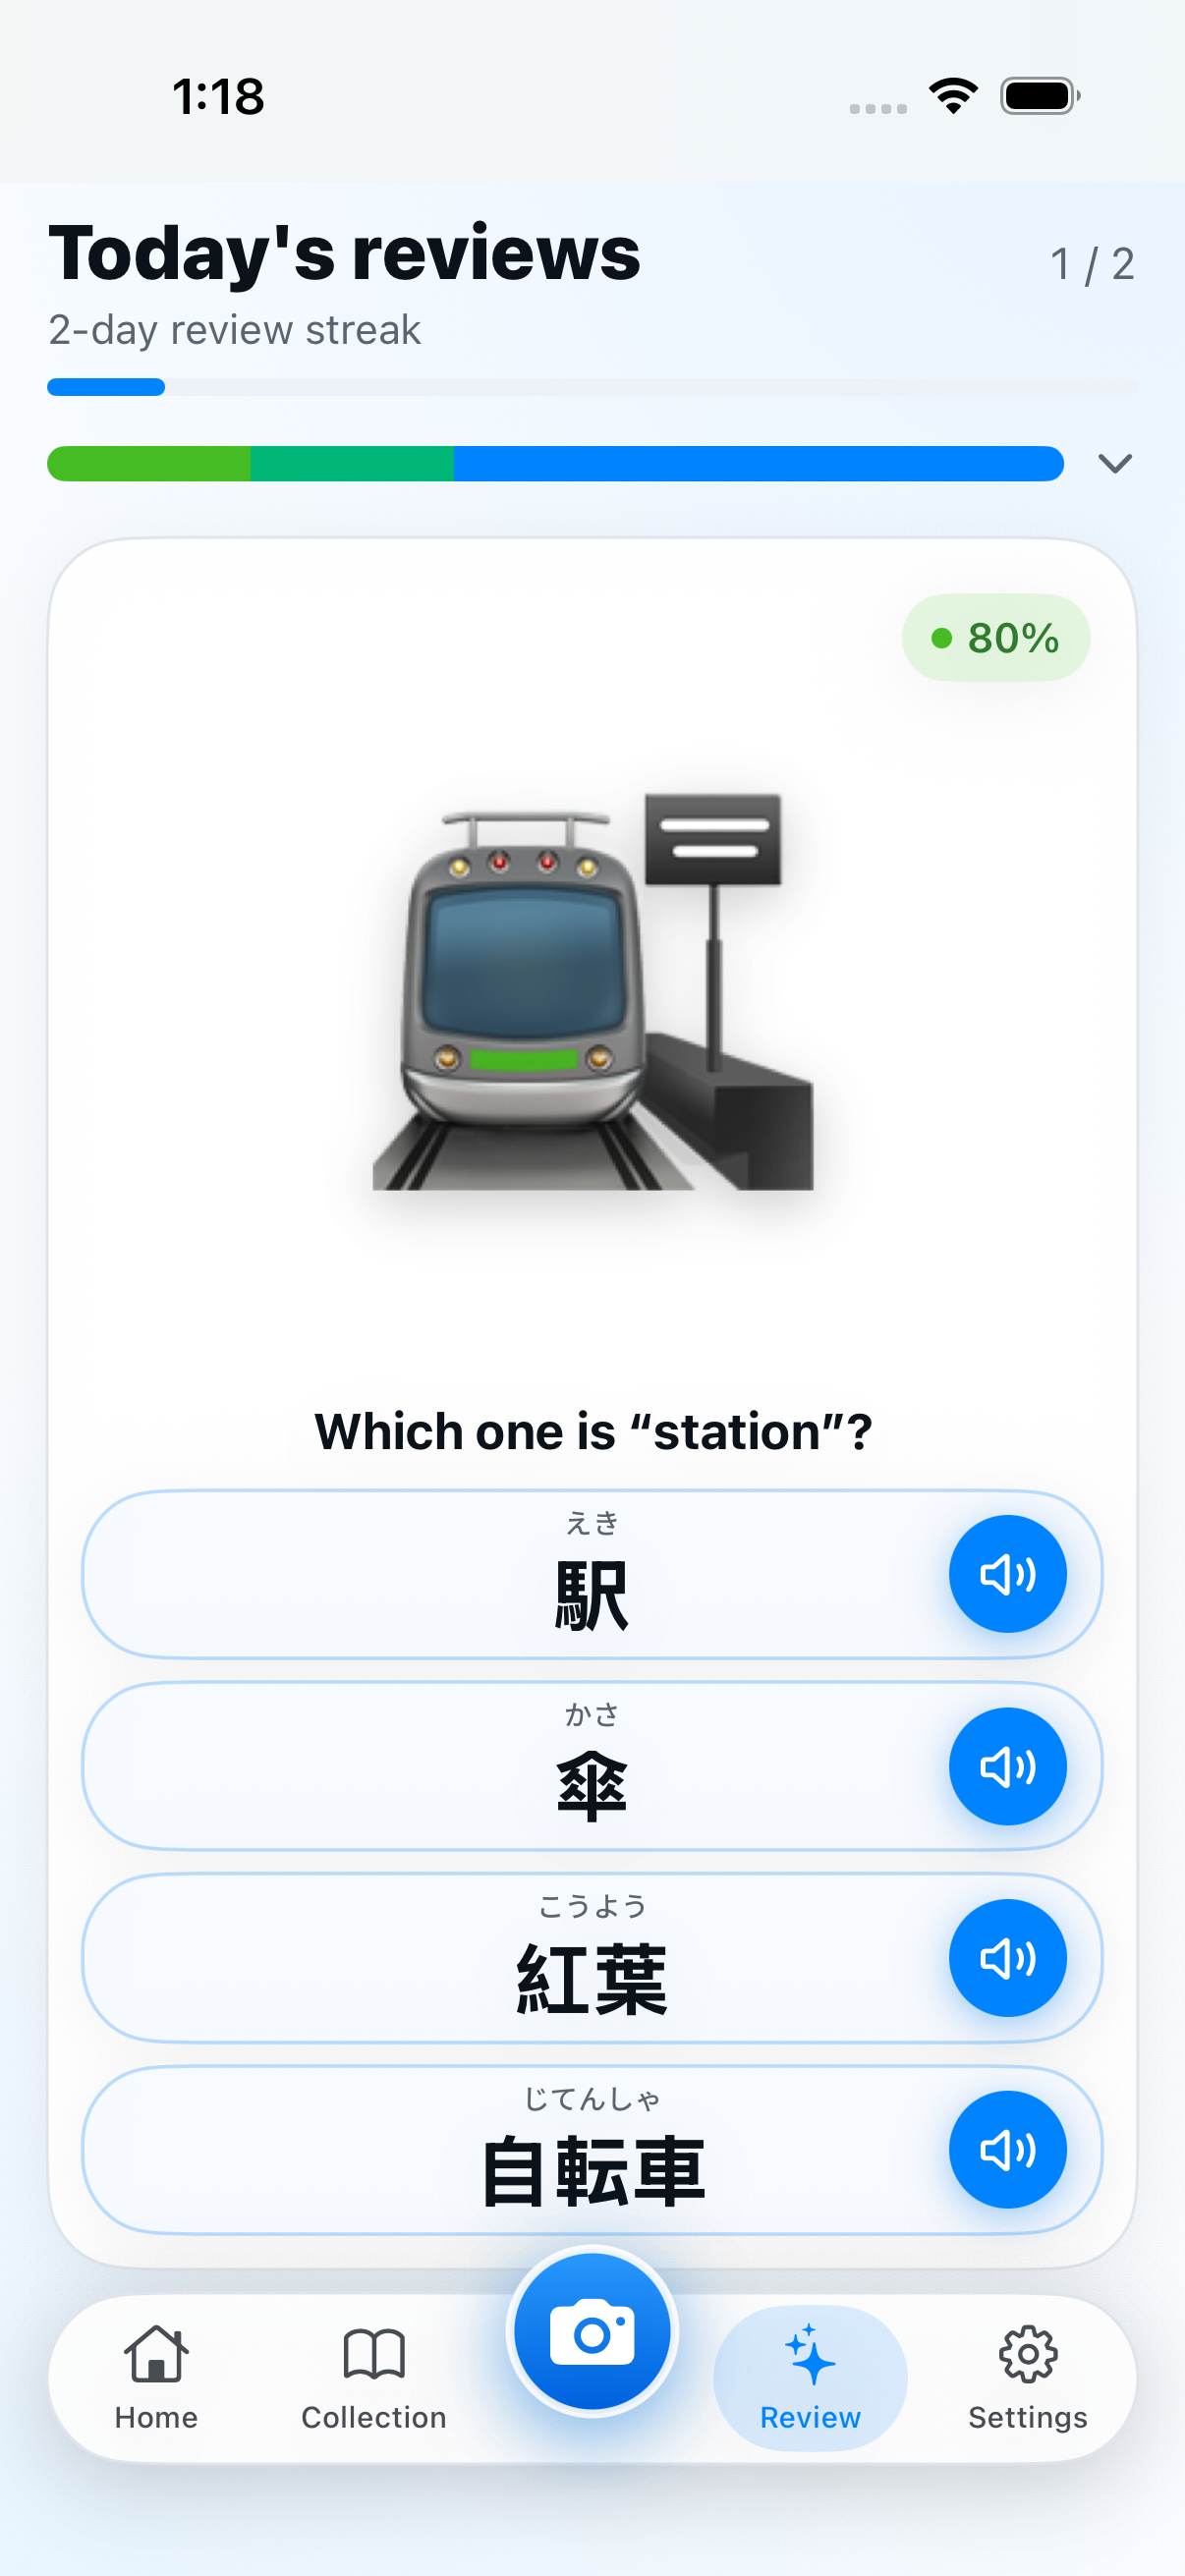 1:18
Today's reviews
1 / 2
2-day review streak
80%
Which one is “station”?
えき
駅
かさ
傘
こうよう
紅葉
じてんしゃ
自転車
Home
Collection
Review
Settings